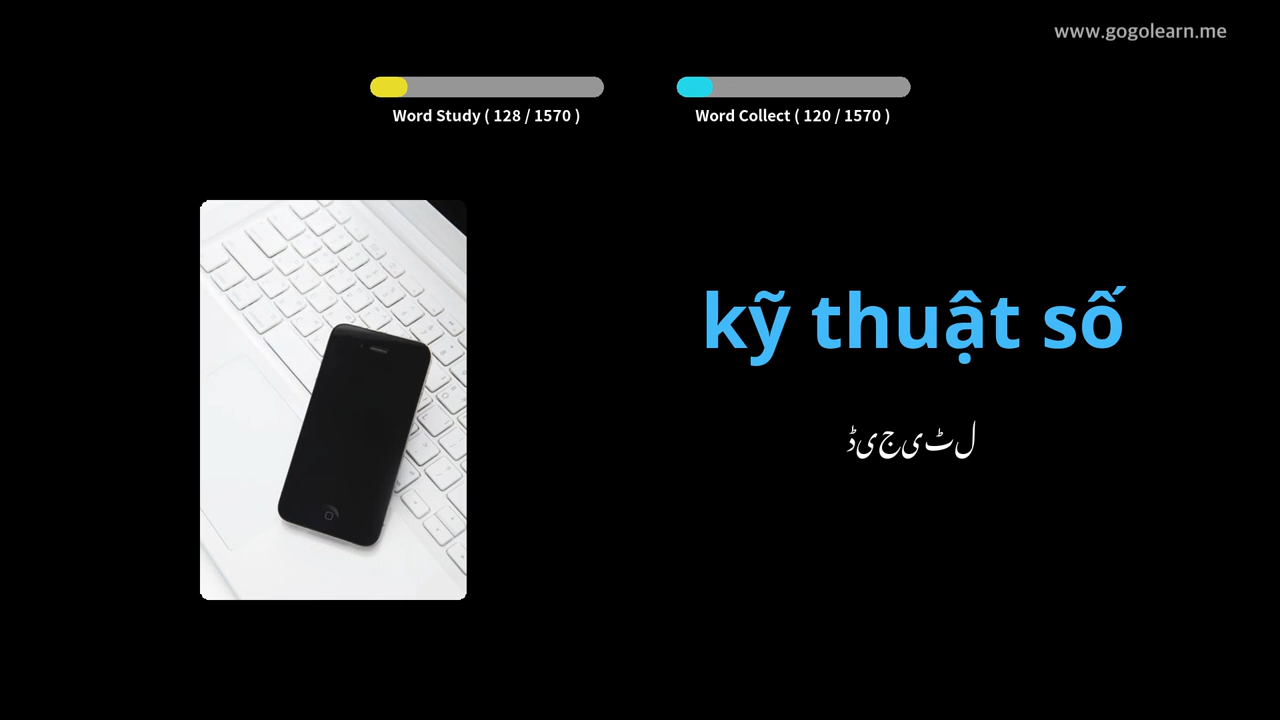 www.gogolearn.me
Word Study ( 128 / 1570 )
Word Collect ( 120 / 1570 )
kỹ thuật số
ڈیجیٹل